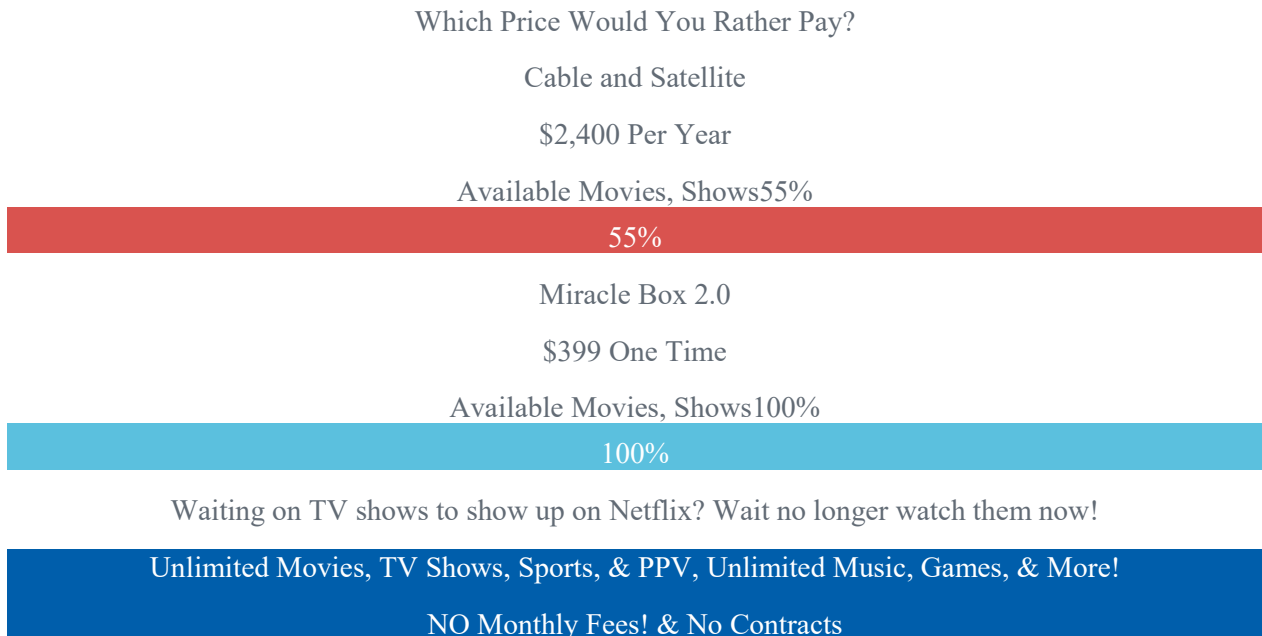 Which Price Would You Rather Pay?
Cable and Satellite
$2,400 Per Year
Available Movies, Shows55%
55%
Miracle Box 2.0
$399 One Time
Available Movies, Shows100%
100%
Waiting on TV shows to show up on Netflix? Wait no longer watch them now!
Unlimited Movies, TV Shows, Sports, & PPV, Unlimited Music, Games, & More!
NO Monthly Fees! & No Contracts